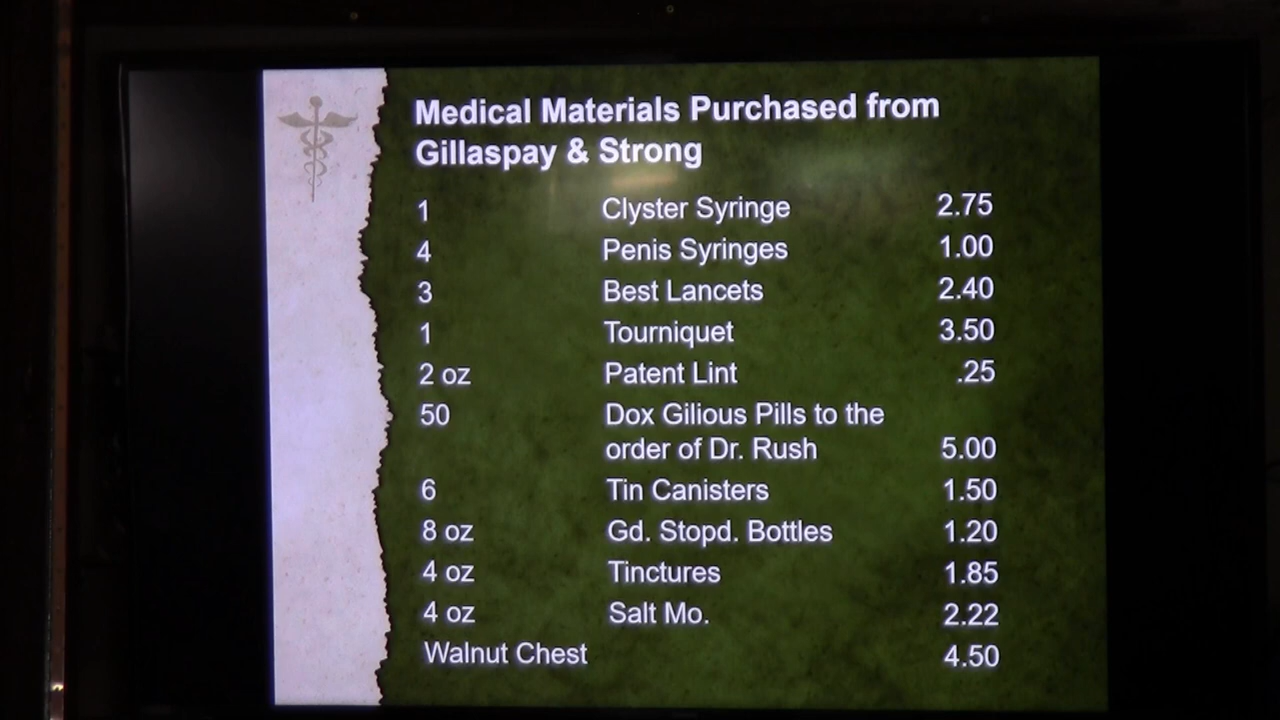 Medical Materials Purchased from
Gillaspay & Strong
1 Clyster Syringe 2.75
4 Penis Syringes 1.00
3 Best Lancets 2.40
1 Tourniquet 3.50
2 oz Patent Lint .25
50 Dox Gilious Pills to the
order of Dr. Rush 5.00
6 Tin Canisters 1.50
8 oz Gd. Stopd. Bottles 1.20
4 oz Tinctures 1.85
4 oz Salt Mo. 2.22
Walnut Chest 4.50